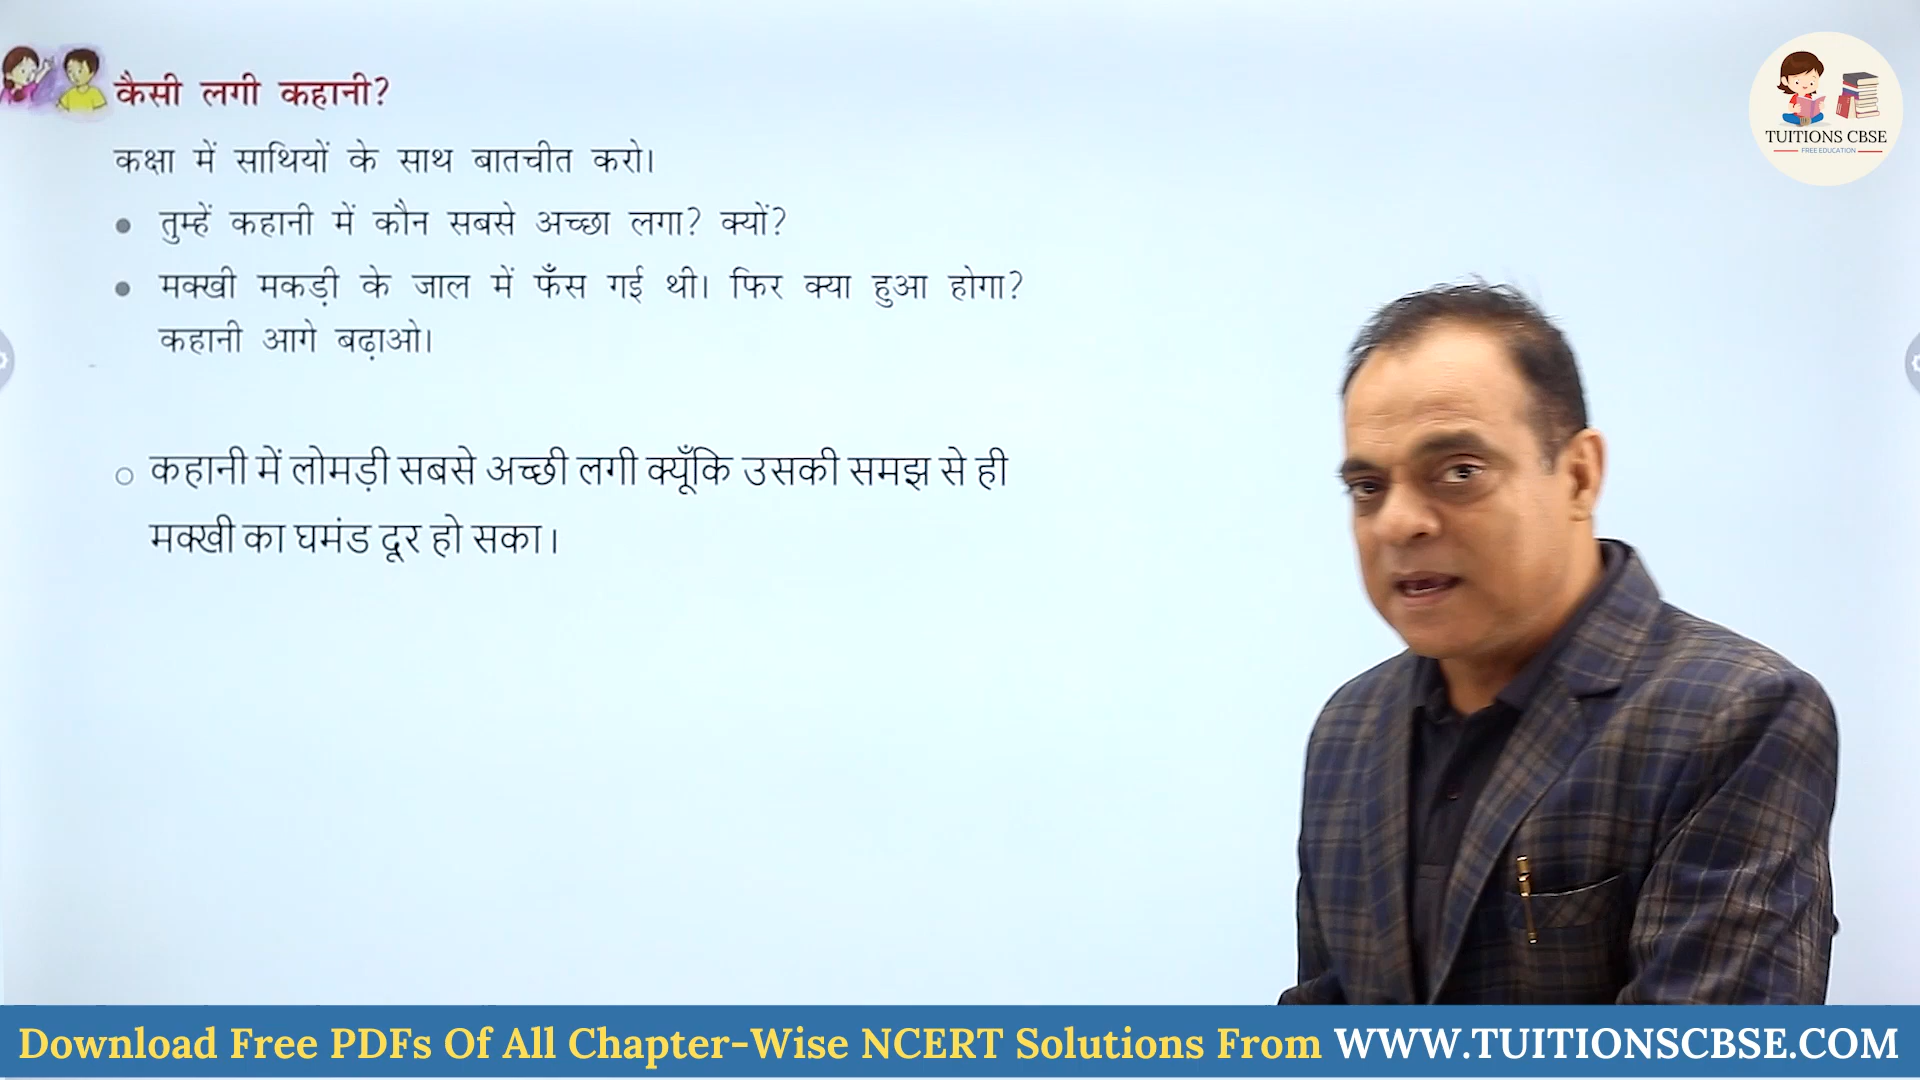 कैसी लगी कहानी?
TUITIONS CBSE
FREE EDUCATION
कक्षा में साथियों के साथ बातचीत करो।
● तुम्हें कहानी में कौन सबसे अच्छा लगा? क्यों?
● मक्खी मकड़ी के जाल में फँस गई थी। फिर क्या हुआ होगा?
कहानी आगे बढ़ाओ।
○ कहानी में लोमड़ी सबसे अच्छी लगी क्यूँकि उसकी समझ से ही
मक्खी का घमंड दूर हो सका।
Download Free PDFs Of All Chapter-Wise NCERT Solutions From WWW.TUITIONSCBSE.COM